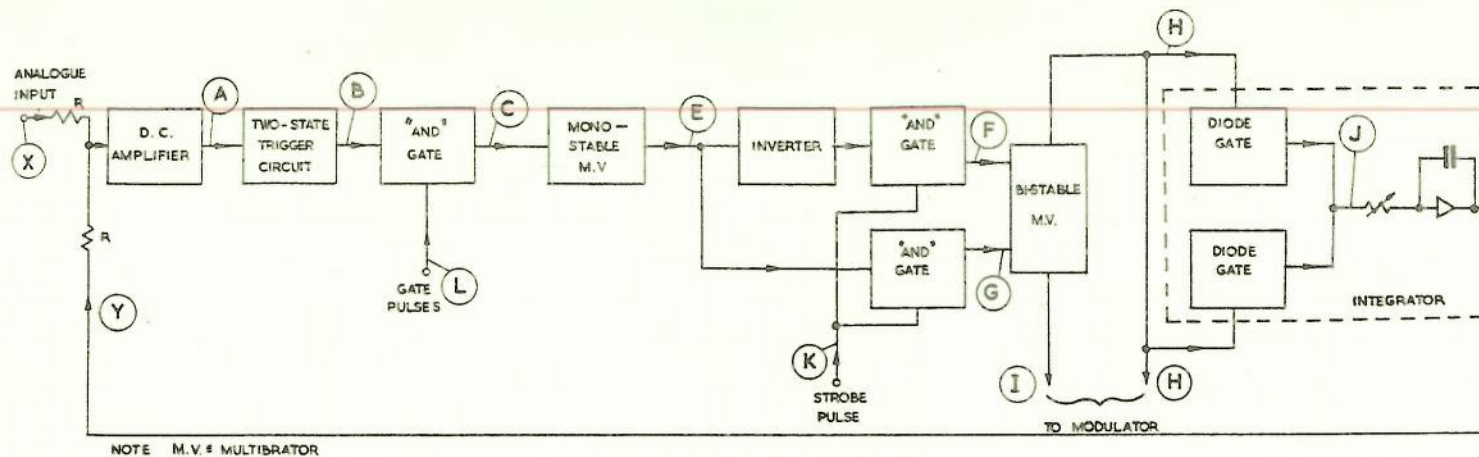 H
ANALOGUE
INPUT
R
X
D.C.
AMPLIFIER
A
TWO-STATE
TRIGGER
CIRCUIT
B
"AND"
GATE
C
MONO-
STABLE
M.V
E
INVERTER
"AND"
GATE
F
BI-STABLE
M.V.
DIODE
GATE
J
R
L
GATE
PULSES
"AND"
GATE
G
DIODE
GATE
INTEGRATOR
Y
K
STROBE
PULSE
I
H
TO MODULATOR
NOTE M.V.= MULTIBRATOR